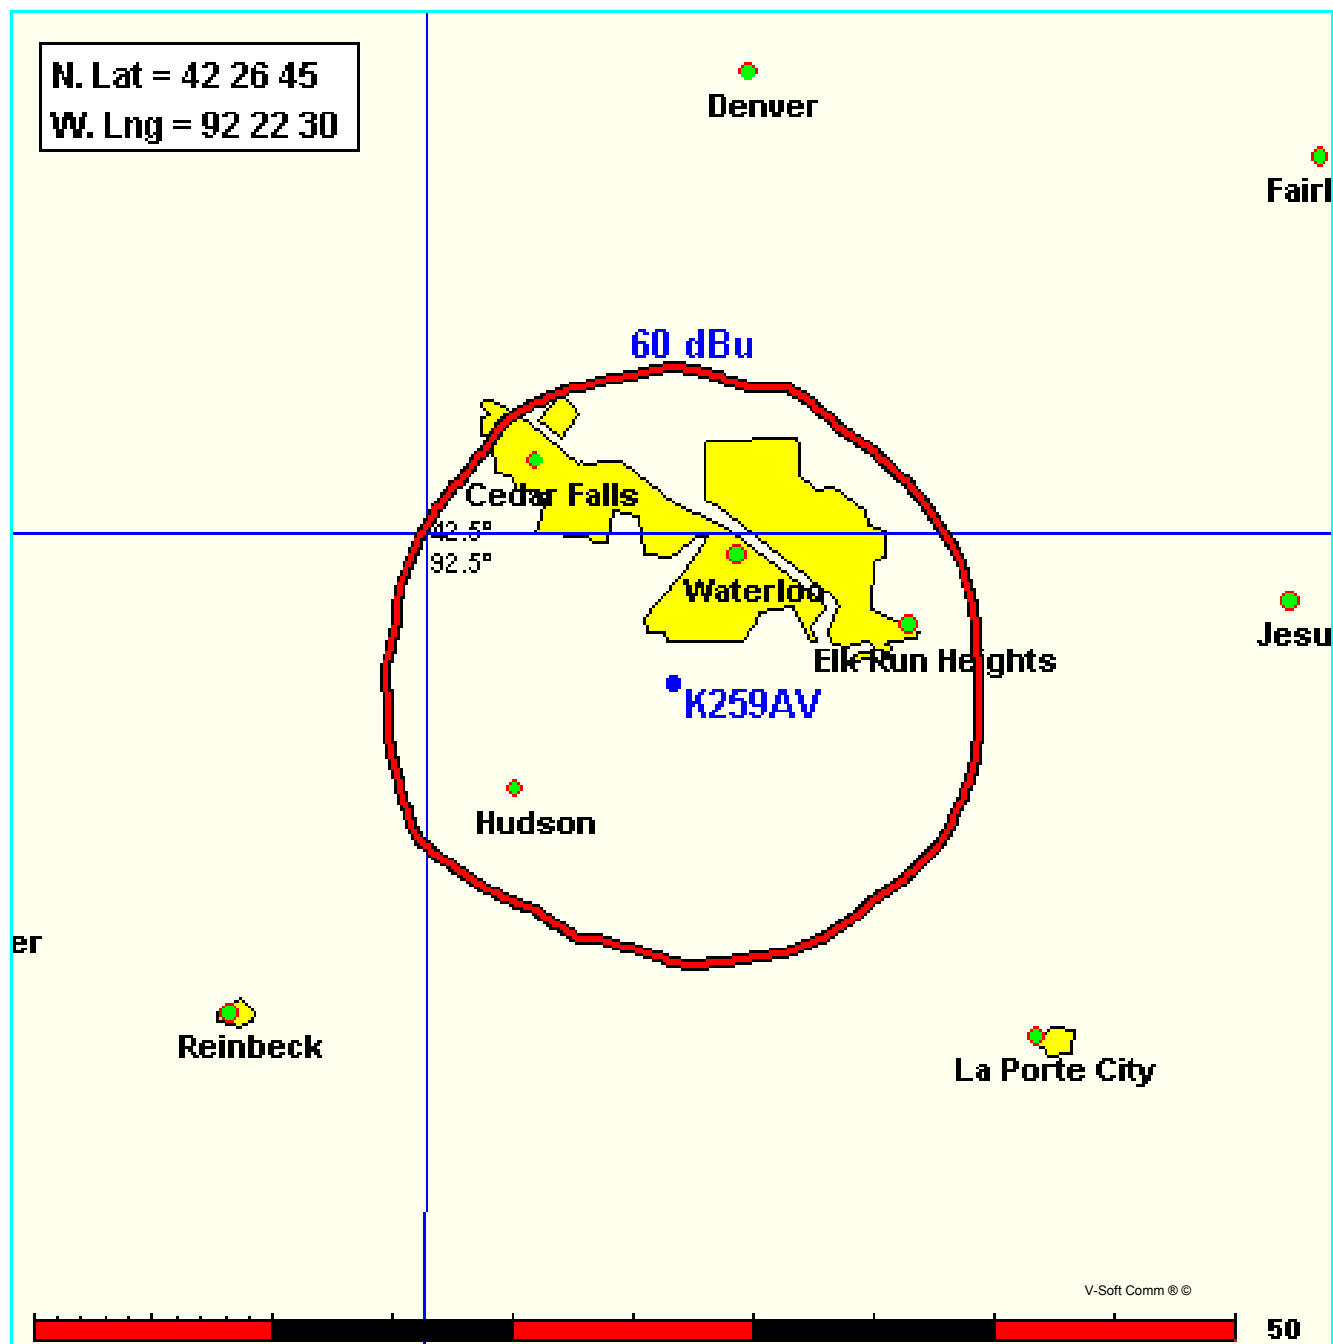 N. Lat = 42 26 45
W. Lng = 92 22 30
Denver
Fairl
60 dBu
Cedar Falls
42.5°
92.5°
Waterloo
Jesu
Elk Run Heights
K259AV
Hudson
er
Reinbeck
La Porte City
V-Soft Comm ® ©
50